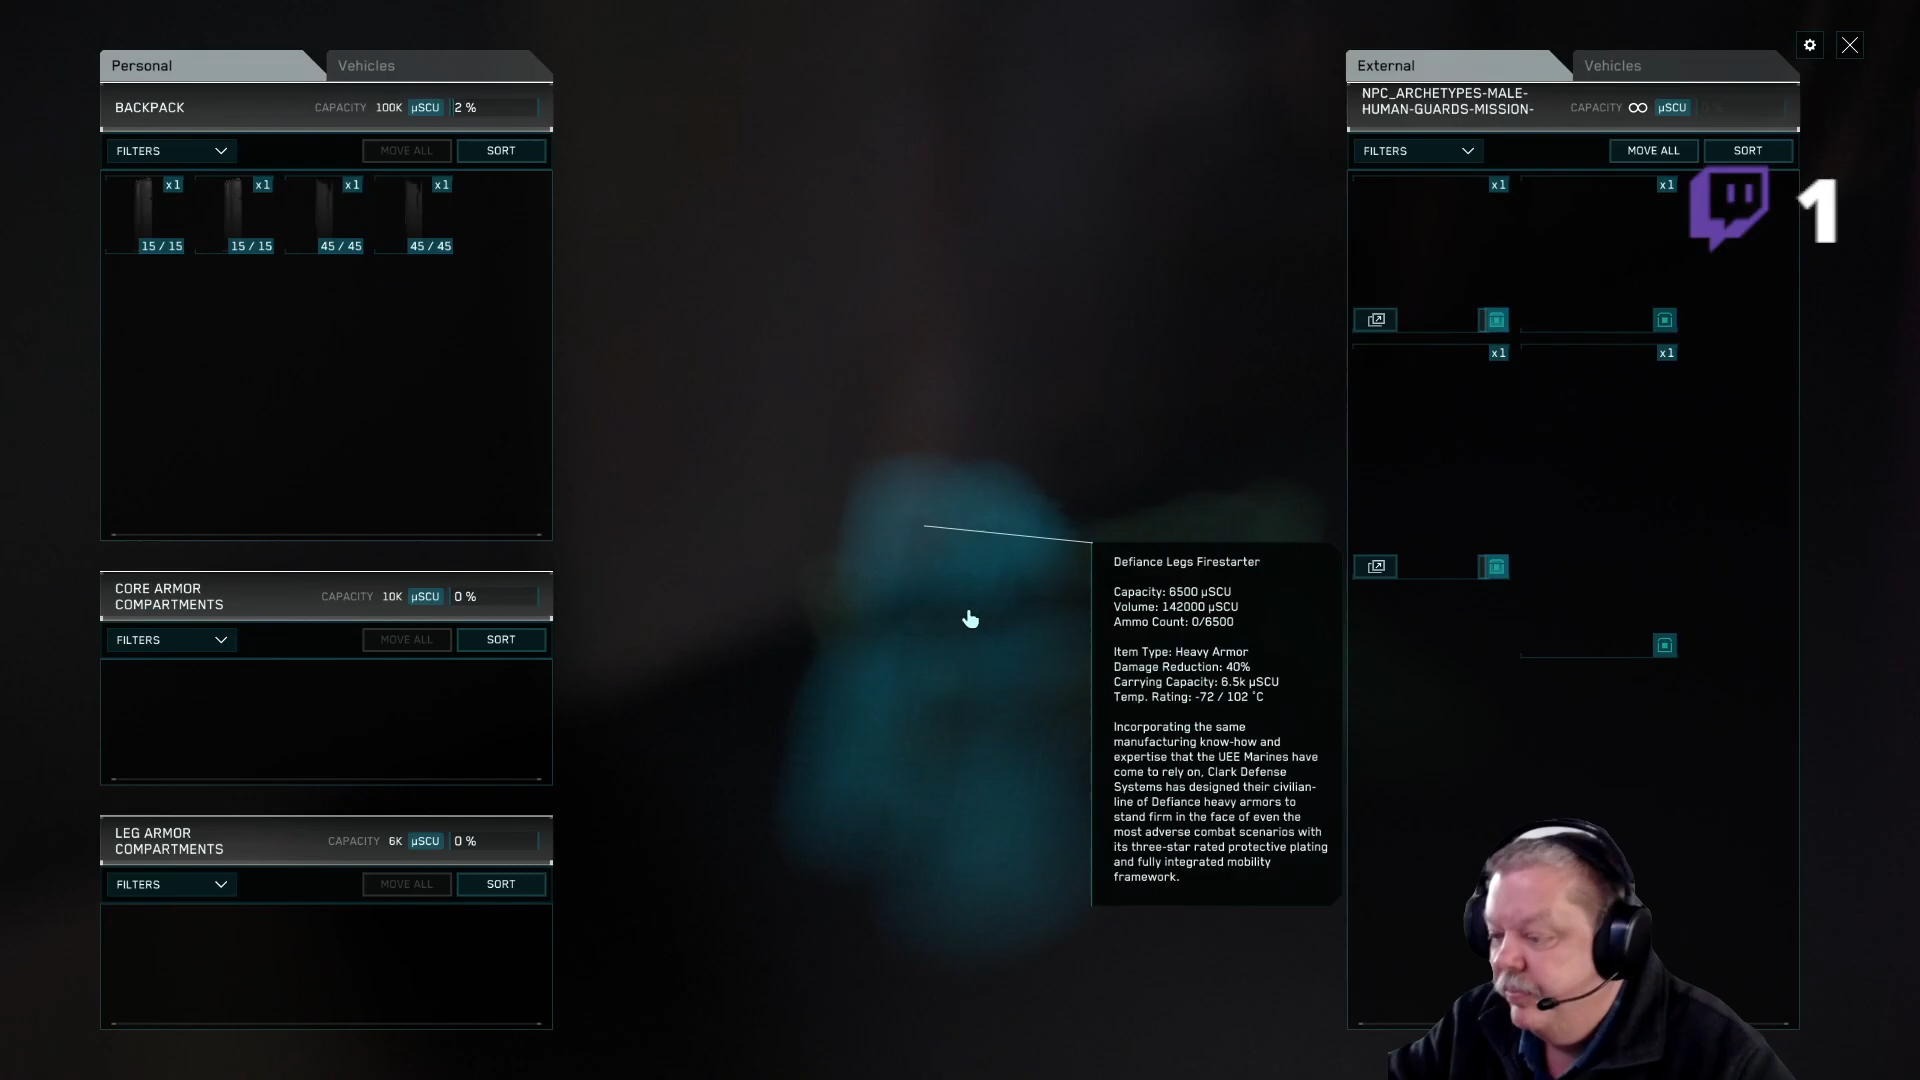 Personal
Vehicles
BACKPACK
CAPACITY 100K µSCU 2 %
FILTERS
MOVE ALL
SORT
x1
x1
x1
x1
15 / 15
15 / 15
45 / 45
45 / 45
CORE ARMOR
COMPARTMENTS
CAPACITY 10K µSCU 0 %
FILTERS
MOVE ALL
SORT
LEG ARMOR
COMPARTMENTS
CAPACITY 6K µSCU 0 %
FILTERS
MOVE ALL
SORT
Defiance Legs Firestarter
Capacity: 6500 µSCU
Volume: 142000 µSCU
Ammo Count: 0/6500
Item Type: Heavy Armor
Damage Reduction: 40%
Carrying Capacity: 6.5k µSCU
Temp. Rating: -72 / 102 °C
Incorporating the same
manufacturing know-how and
expertise that the UEE Marines have
come to rely on, Clark Defense
Systems has designed their civilian-
line of Defiance heavy armors to
stand firm in the face of even the
most adverse combat scenarios with
its three-star rated protective plating
and fully integrated mobility
framework.
External
Vehicles
NPC_ARCHETYPES-MALE-
HUMAN-GUARDS-MISSION-
CAPACITY ∞ µSCU 0 %
FILTERS
MOVE ALL
SORT
x1
x1
1
x1
x1